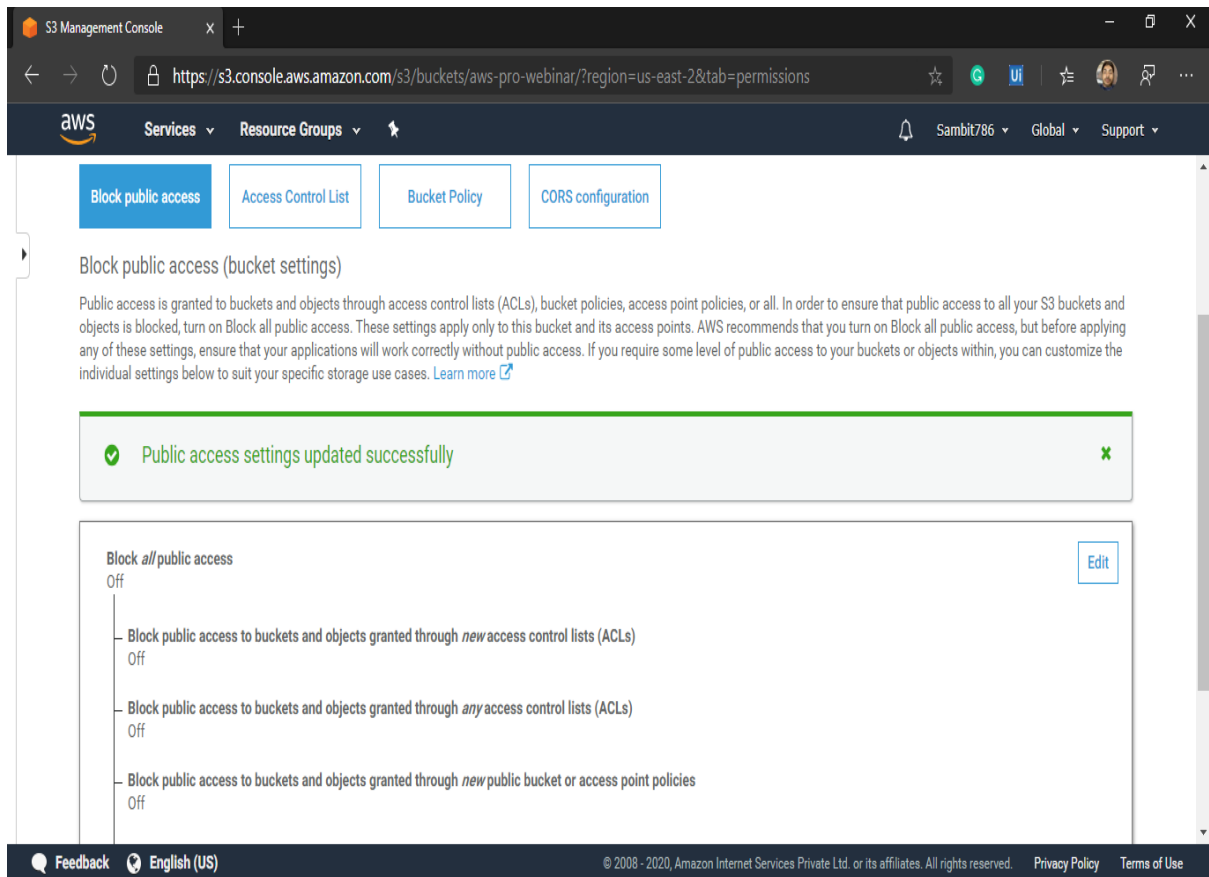 S3 Management Console
https://s3.console.aws.amazon.com/s3/buckets/aws-pro-webinar/?region=us-east-2&tab=permissions
G
Ui
aws
Services
Resource Groups
Sambit786
Global
Support
Block public access
Access Control List
Bucket Policy
CORS configuration
Block public access (bucket settings)
Public access is granted to buckets and objects through access control lists (ACLs), bucket policies, access point policies, or all. In order to ensure that public access to all your S3 buckets and
objects is blocked, turn on Block all public access. These settings apply only to this bucket and its access points. AWS recommends that you turn on Block all public access, but before applying
any of these settings, ensure that your applications will work correctly without public access. If you require some level of public access to your buckets or objects within, you can customize the
individual settings below to suit your specific storage use cases. Learn more
Public access settings updated successfully
Block all public access
Off
Edit
Block public access to buckets and objects granted through new access control lists (ACLs)
Off
Block public access to buckets and objects granted through any access control lists (ACLs)
Off
Block public access to buckets and objects granted through new public bucket or access point policies
Off
Feedback
English (US)
© 2008 - 2020, Amazon Internet Services Private Ltd. or its affiliates. All rights reserved.
Privacy Policy
Terms of Use